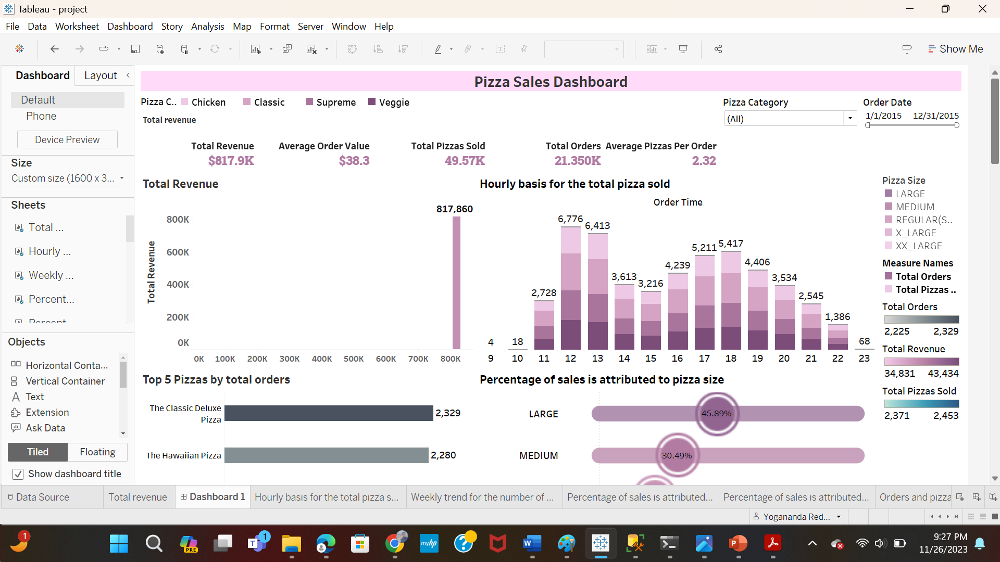 Tableau - project
File Data Worksheet Dashboard Story Analysis Map Format Server Window Help
Show Me
Dashboard Layout
Default
Phone
Device Preview
Size
Custom size (1600 x 3...
Sheets
Total ...
Hourly ...
Weekly ...
Percent...
Objects
Horizontal Conta...
Vertical Container
Text
Extension
Ask Data
Tiled Floating
Show dashboard title
Pizza Sales Dashboard
Pizza C.. Chicken Classic Supreme Veggie
Pizza Category
(All)
Order Date
1/1/2015 12/31/2015
Total revenue
Total Revenue Average Order Value Total Pizzas Sold Total Orders Average Pizzas Per Order
$817.9K $38.3 49.57K 21.350K 2.32
Total Revenue
817,860
Total Revenue
800K
600K
400K
200K
0K
0K 100K 200K 300K 400K 500K 600K 700K 800K
Hourly basis for the total pizza sold
Order Time
4 18 2,728 6,776 6,413 3,613 3,216 4,239 5,211 5,417 4,406 3,534 2,545 1,386 68
9 10 11 12 13 14 15 16 17 18 19 20 21 22 23
Pizza Size
LARGE
MEDIUM
REGULAR(S..
X_LARGE
XX_LARGE
Measure Names
Total Orders
Total Pizzas ..
Total Orders
2,225 2,329
Total Revenue
34,831 43,434
Total Pizzas Sold
2,371 2,453
Top 5 Pizzas by total orders
The Classic Deluxe
Pizza
2,329
The Hawaiian Pizza 2,280
Percentage of sales is attributed to pizza size
LARGE 45.89%
MEDIUM 30.49%
Data Source Total revenue Dashboard 1 Hourly basis for the total pizza s... Weekly trend for the number of ... Percentage of sales is attributed... Percentage of sales is attributed... Orders and pizza
Yogananda Red...
1
PRE
1
myhp
9:27 PM
11/26/2023